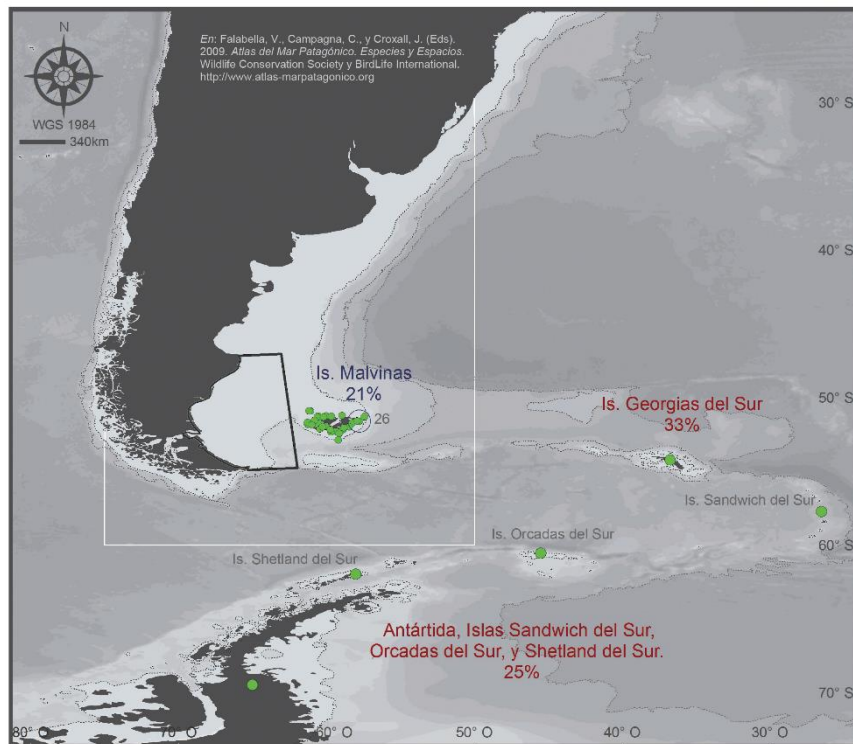 N
WGS 1984
340km
En: Falabella, V., Campagna, C., y Croxall, J. (Eds).
2009. Atlas del Mar Patagónico. Especies y Espacios.
Wildlife Conservation Society y BirdLife International.
http://www.atlas-marpatagonico.org
30° S
40° S
Is. Malvinas
21%
26
50° S
Is. Georgias del Sur
33%
Is. Sandwich del Sur
Is. Orcadas del Sur
60° S
Is. Shetland del Sur
Antártida, Islas Sandwich del Sur,
Orcadas del Sur, y Shetland del Sur.
25%
70° S
80° O
70° O
60° O
50° O
40° O
30° O